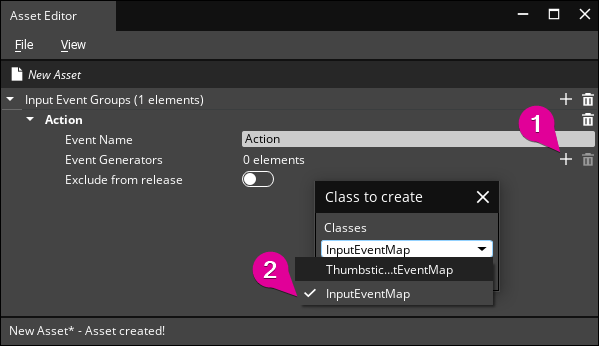 Asset Editor
File View
New Asset
Input Event Groups (1 elements)
Action
1
Event Name Action
Event Generators 0 elements
Exclude from release
Class to create
Classes
InputEventMap
2
Thumbstic...tEventMap
InputEventMap
New Asset* - Asset created!